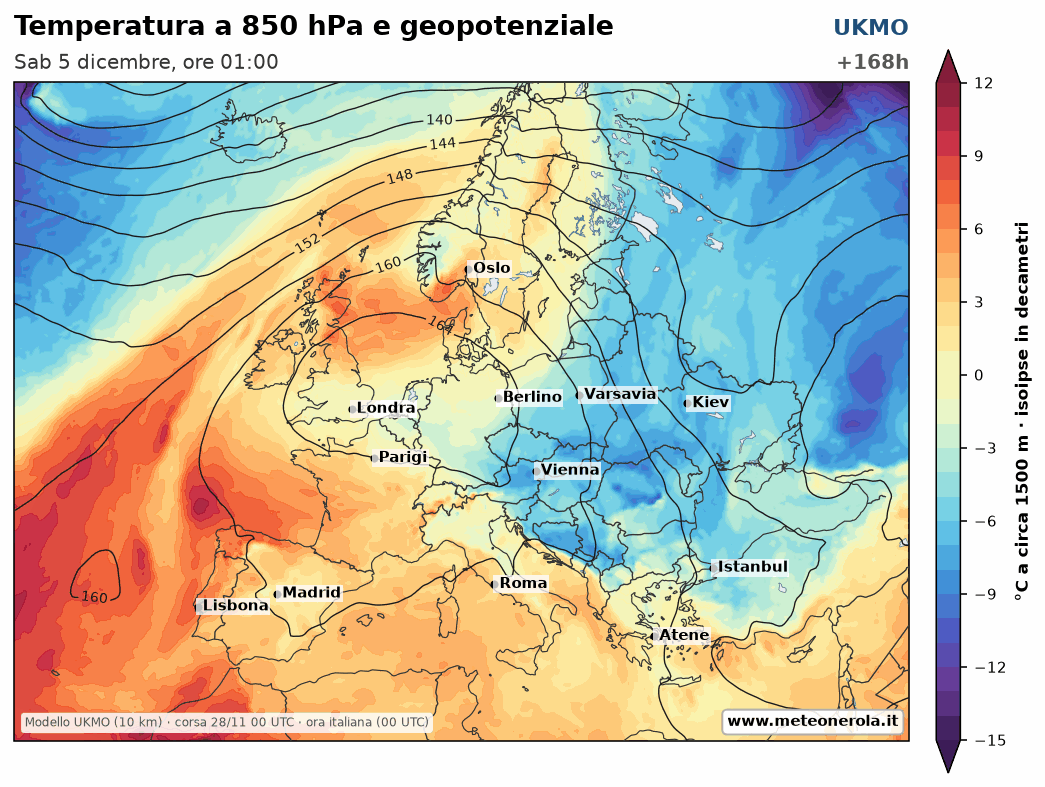 Temperatura a 850 hPa e geopotenziale
UKMO
Sab 5 dicembre, ore 01:00
+168h
140
144
148
152
160
164
160
Oslo
Londra
Berlino
Varsavia
Kiev
Parigi
Vienna
Istanbul
Roma
Madrid
Lisbona
Atene
12
9
6
3
0
−3
−6
−9
−12
−15
°C a circa 1500 m · isoipse in decametri
Modello UKMO (10 km) · corsa 28/11 00 UTC · ora italiana (00 UTC)
www.meteonerola.it